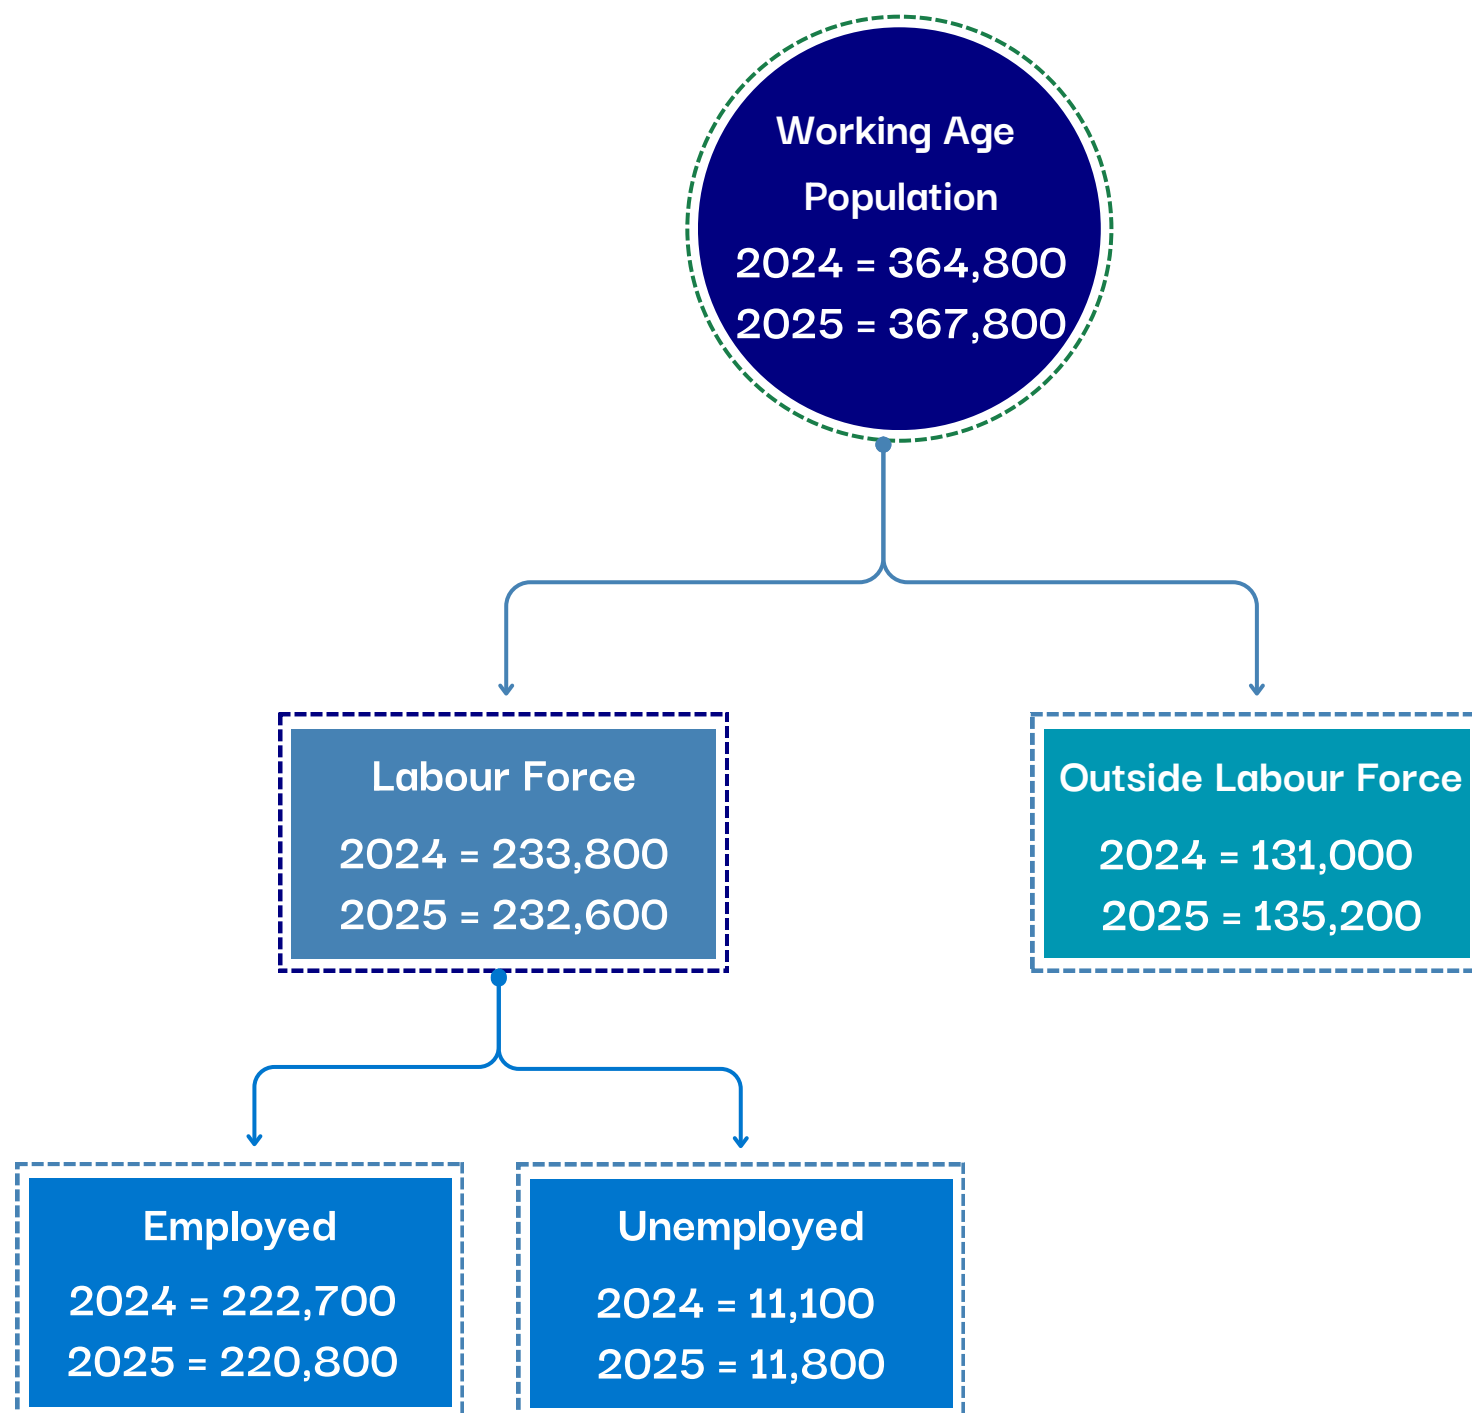 Working Age
Population
2024 = 364,800
2025 = 367,800
Labour Force
2024 = 233,800
2025 = 232,600
Outside Labour Force
2024 = 131,000
2025 = 135,200
Employed
2024 = 222,700
2025 = 220,800
Unemployed
2024 = 11,100
2025 = 11,800